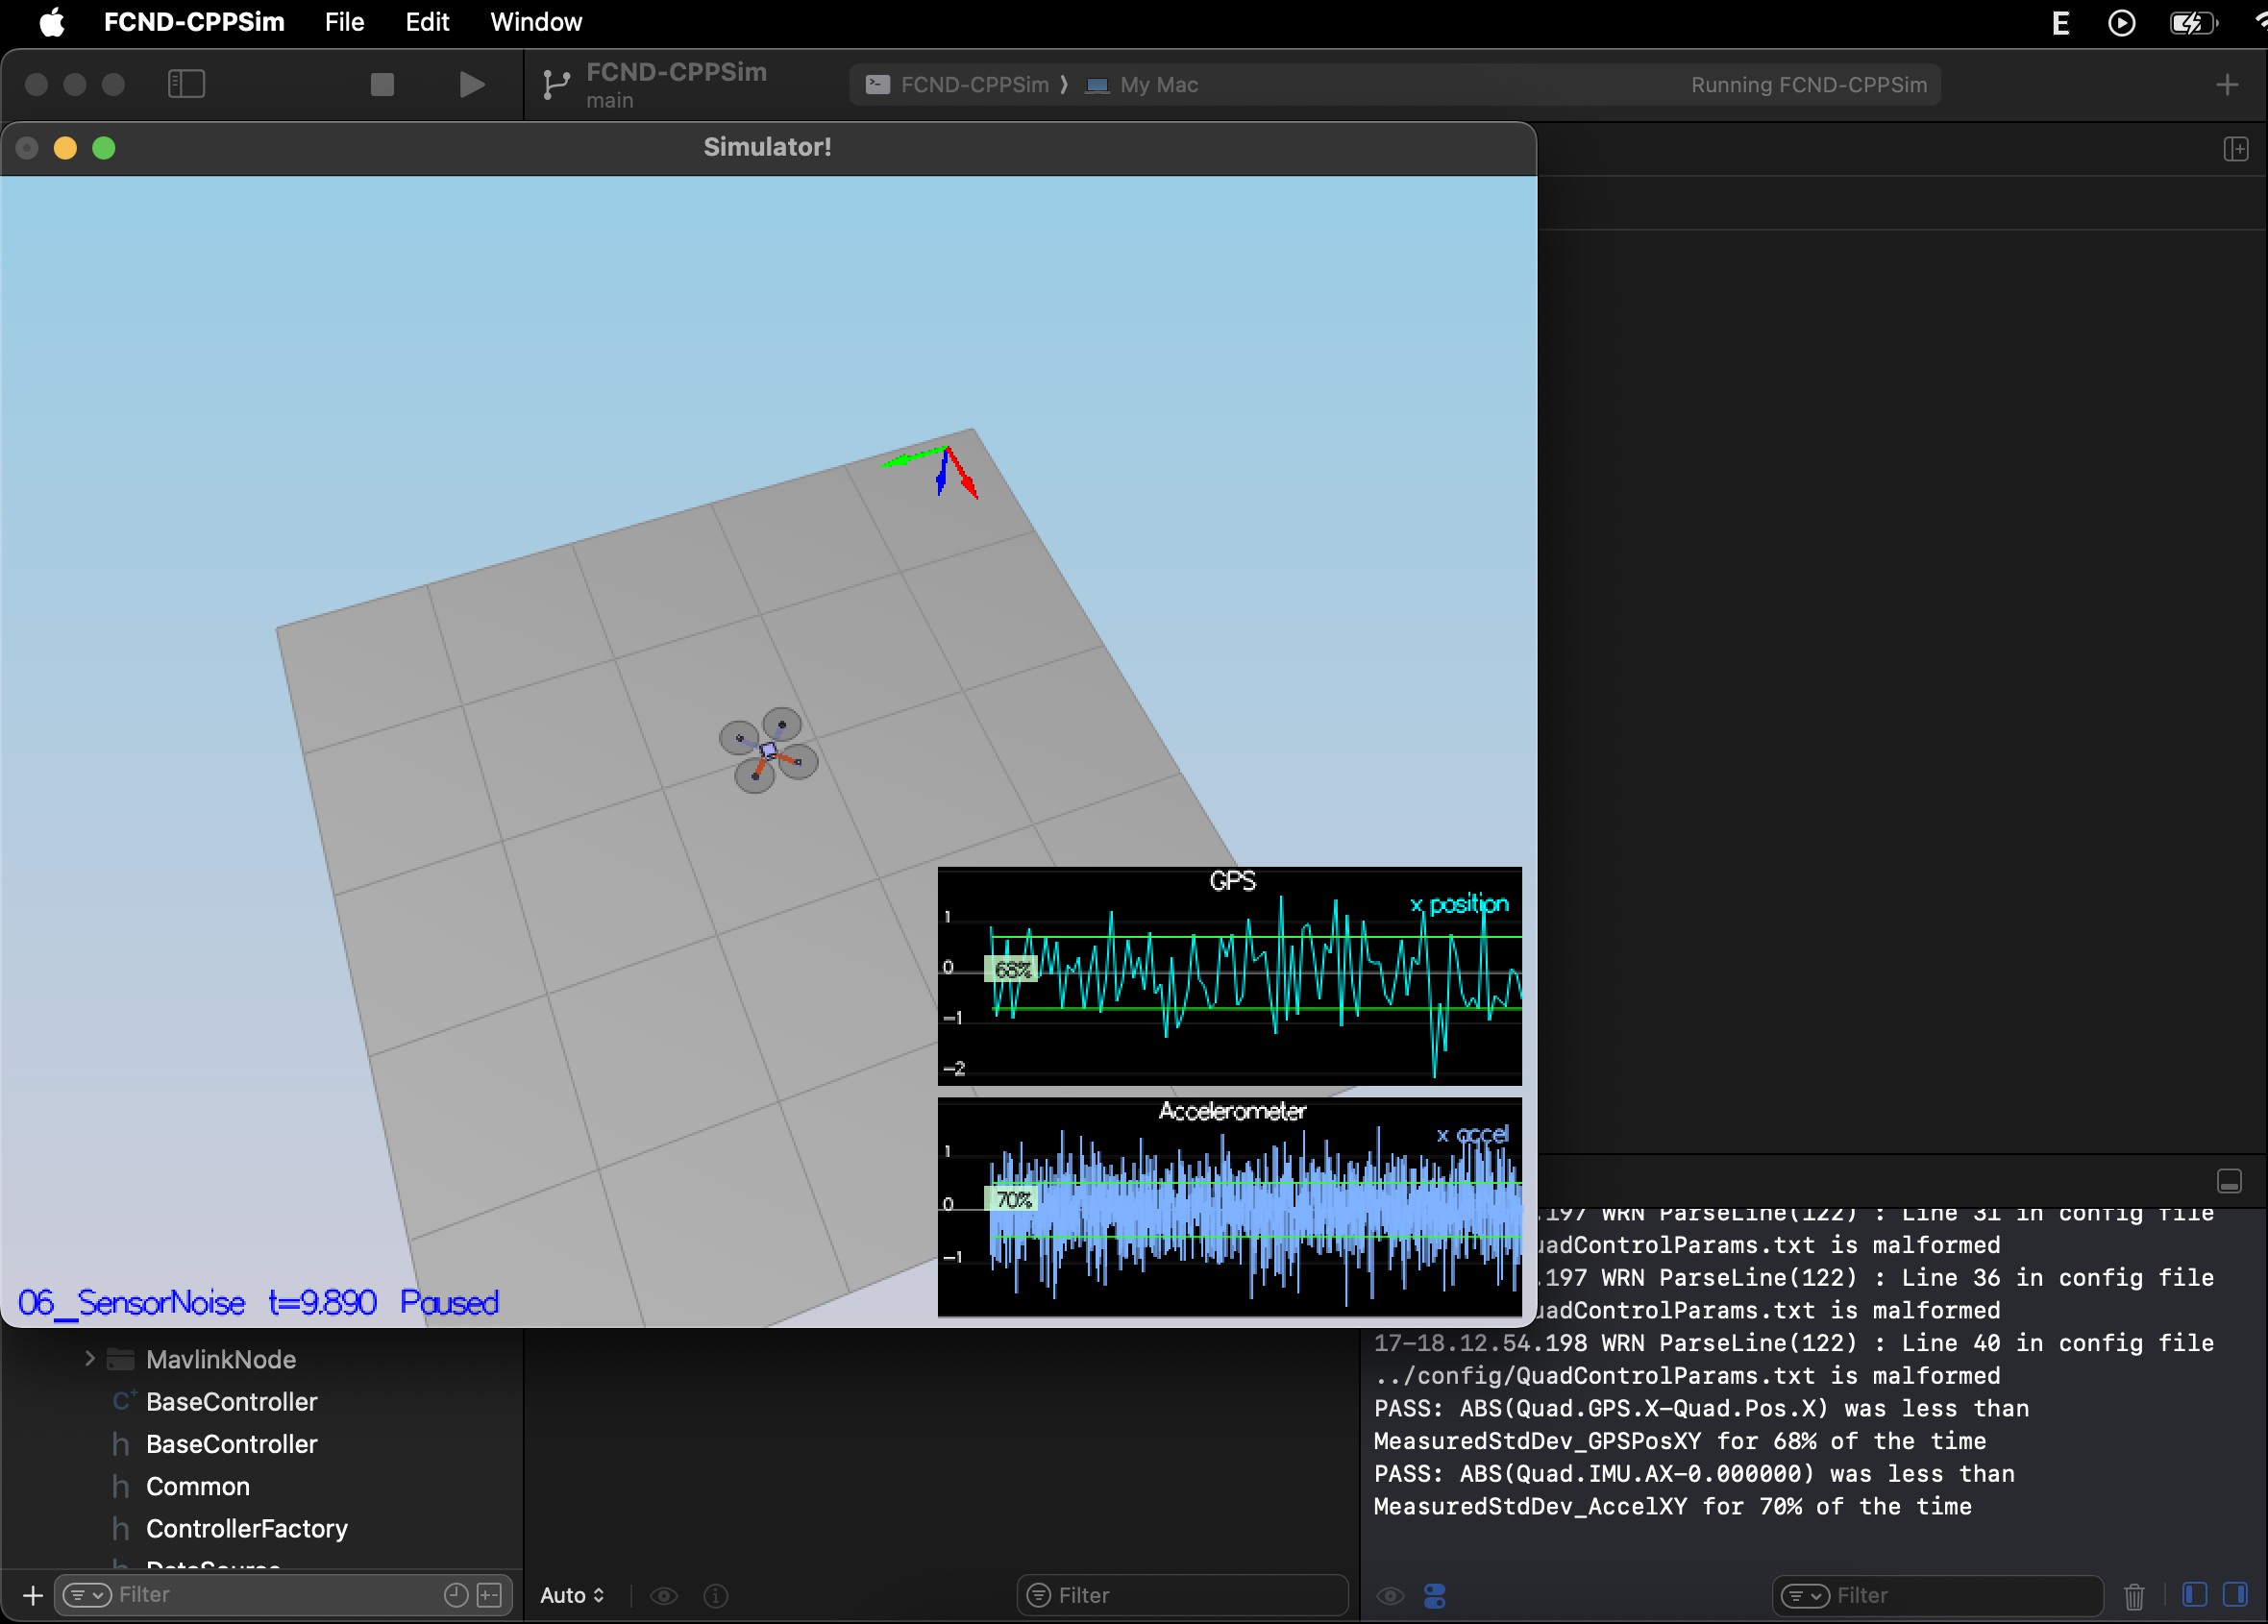 FCND-CPPSim File Edit Window E
FCND-CPPSim
main
FCND-CPPSim ⟩ My Mac
Running FCND-CPPSim
Simulator!
GPS
x position
1
0
68%
-1
-2
Accelerometer
x accel
1
0
70%
-1
06_SensorNoise t=9.890 Paused
MavlinkNode
BaseController
BaseController
Common
ControllerFactory
DataSource
Filter
Auto
Filter
.197 WRN ParseLine(122) : Line 31 in config file
uadControlParams.txt is malformed
.197 WRN ParseLine(122) : Line 36 in config file
uadControlParams.txt is malformed
17-18.12.54.198 WRN ParseLine(122) : Line 40 in config file
../config/QuadControlParams.txt is malformed
PASS: ABS(Quad.GPS.X-Quad.Pos.X) was less than
MeasuredStdDev_GPSPosXY for 68% of the time
PASS: ABS(Quad.IMU.AX-0.000000) was less than
MeasuredStdDev_AccelXY for 70% of the time
Filter